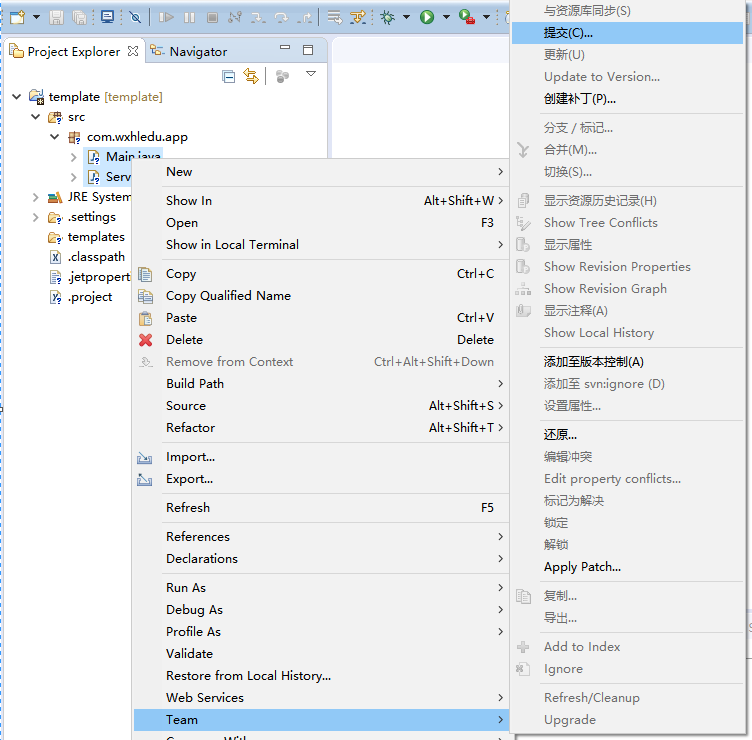 Project Explorer
Navigator
template [template]
src
com.wxhledu.app
Main.java
Serv
JRE System
.settings
templates
.classpath
.jetpropert
.project
New
Show In Alt+Shift+W
Open F3
Show in Local Terminal
Copy Ctrl+C
Copy Qualified Name
Paste Ctrl+V
Delete Delete
Remove from Context Ctrl+Alt+Shift+Down
Build Path
Source Alt+Shift+S
Refactor Alt+Shift+T
Import...
Export...
Refresh F5
References
Declarations
Run As
Debug As
Profile As
Validate
Restore from Local History...
Web Services
Team
与资源库同步(S)
提交(C)...
更新(U)
Update to Version...
创建补丁(P)...
分支 / 标记...
合并(M)...
切换(S)...
显示资源历史记录(H)
Show Tree Conflicts
显示属性
Show Revision Properties
Show Revision Graph
显示注释(A)
Show Local History
添加至版本控制(A)
添加至 svn:ignore (D)
设置属性...
还原...
编辑冲突
Edit property conflicts...
标记为解决
锁定
解锁
Apply Patch...
复制...
导出...
Add to Index
Ignore
Refresh/Cleanup
Upgrade